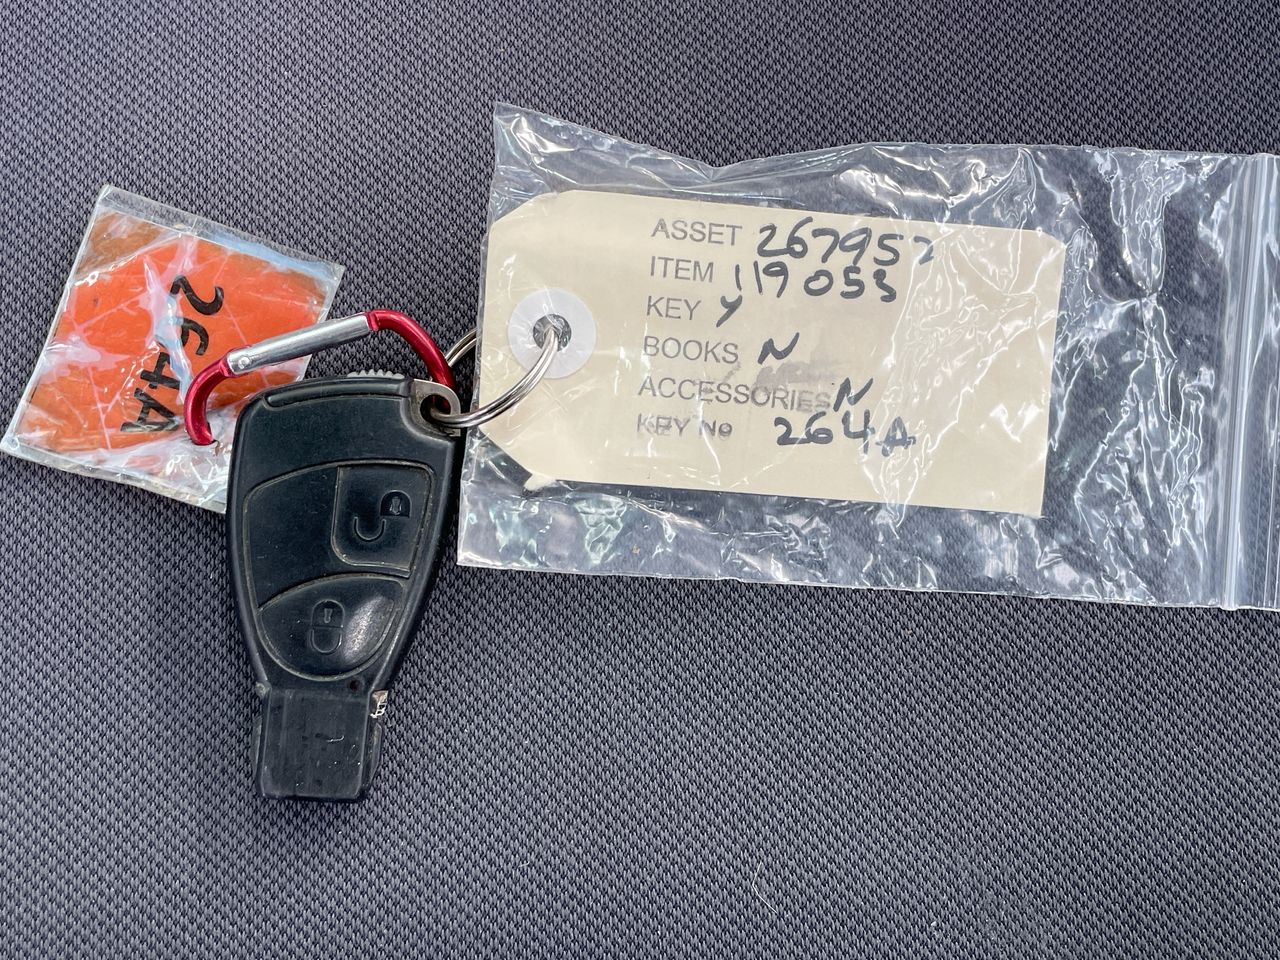 264A
ASSET 267952
ITEM 119053
KEY Y
BOOKS N
ACCESSORIES N
KEY No 264A